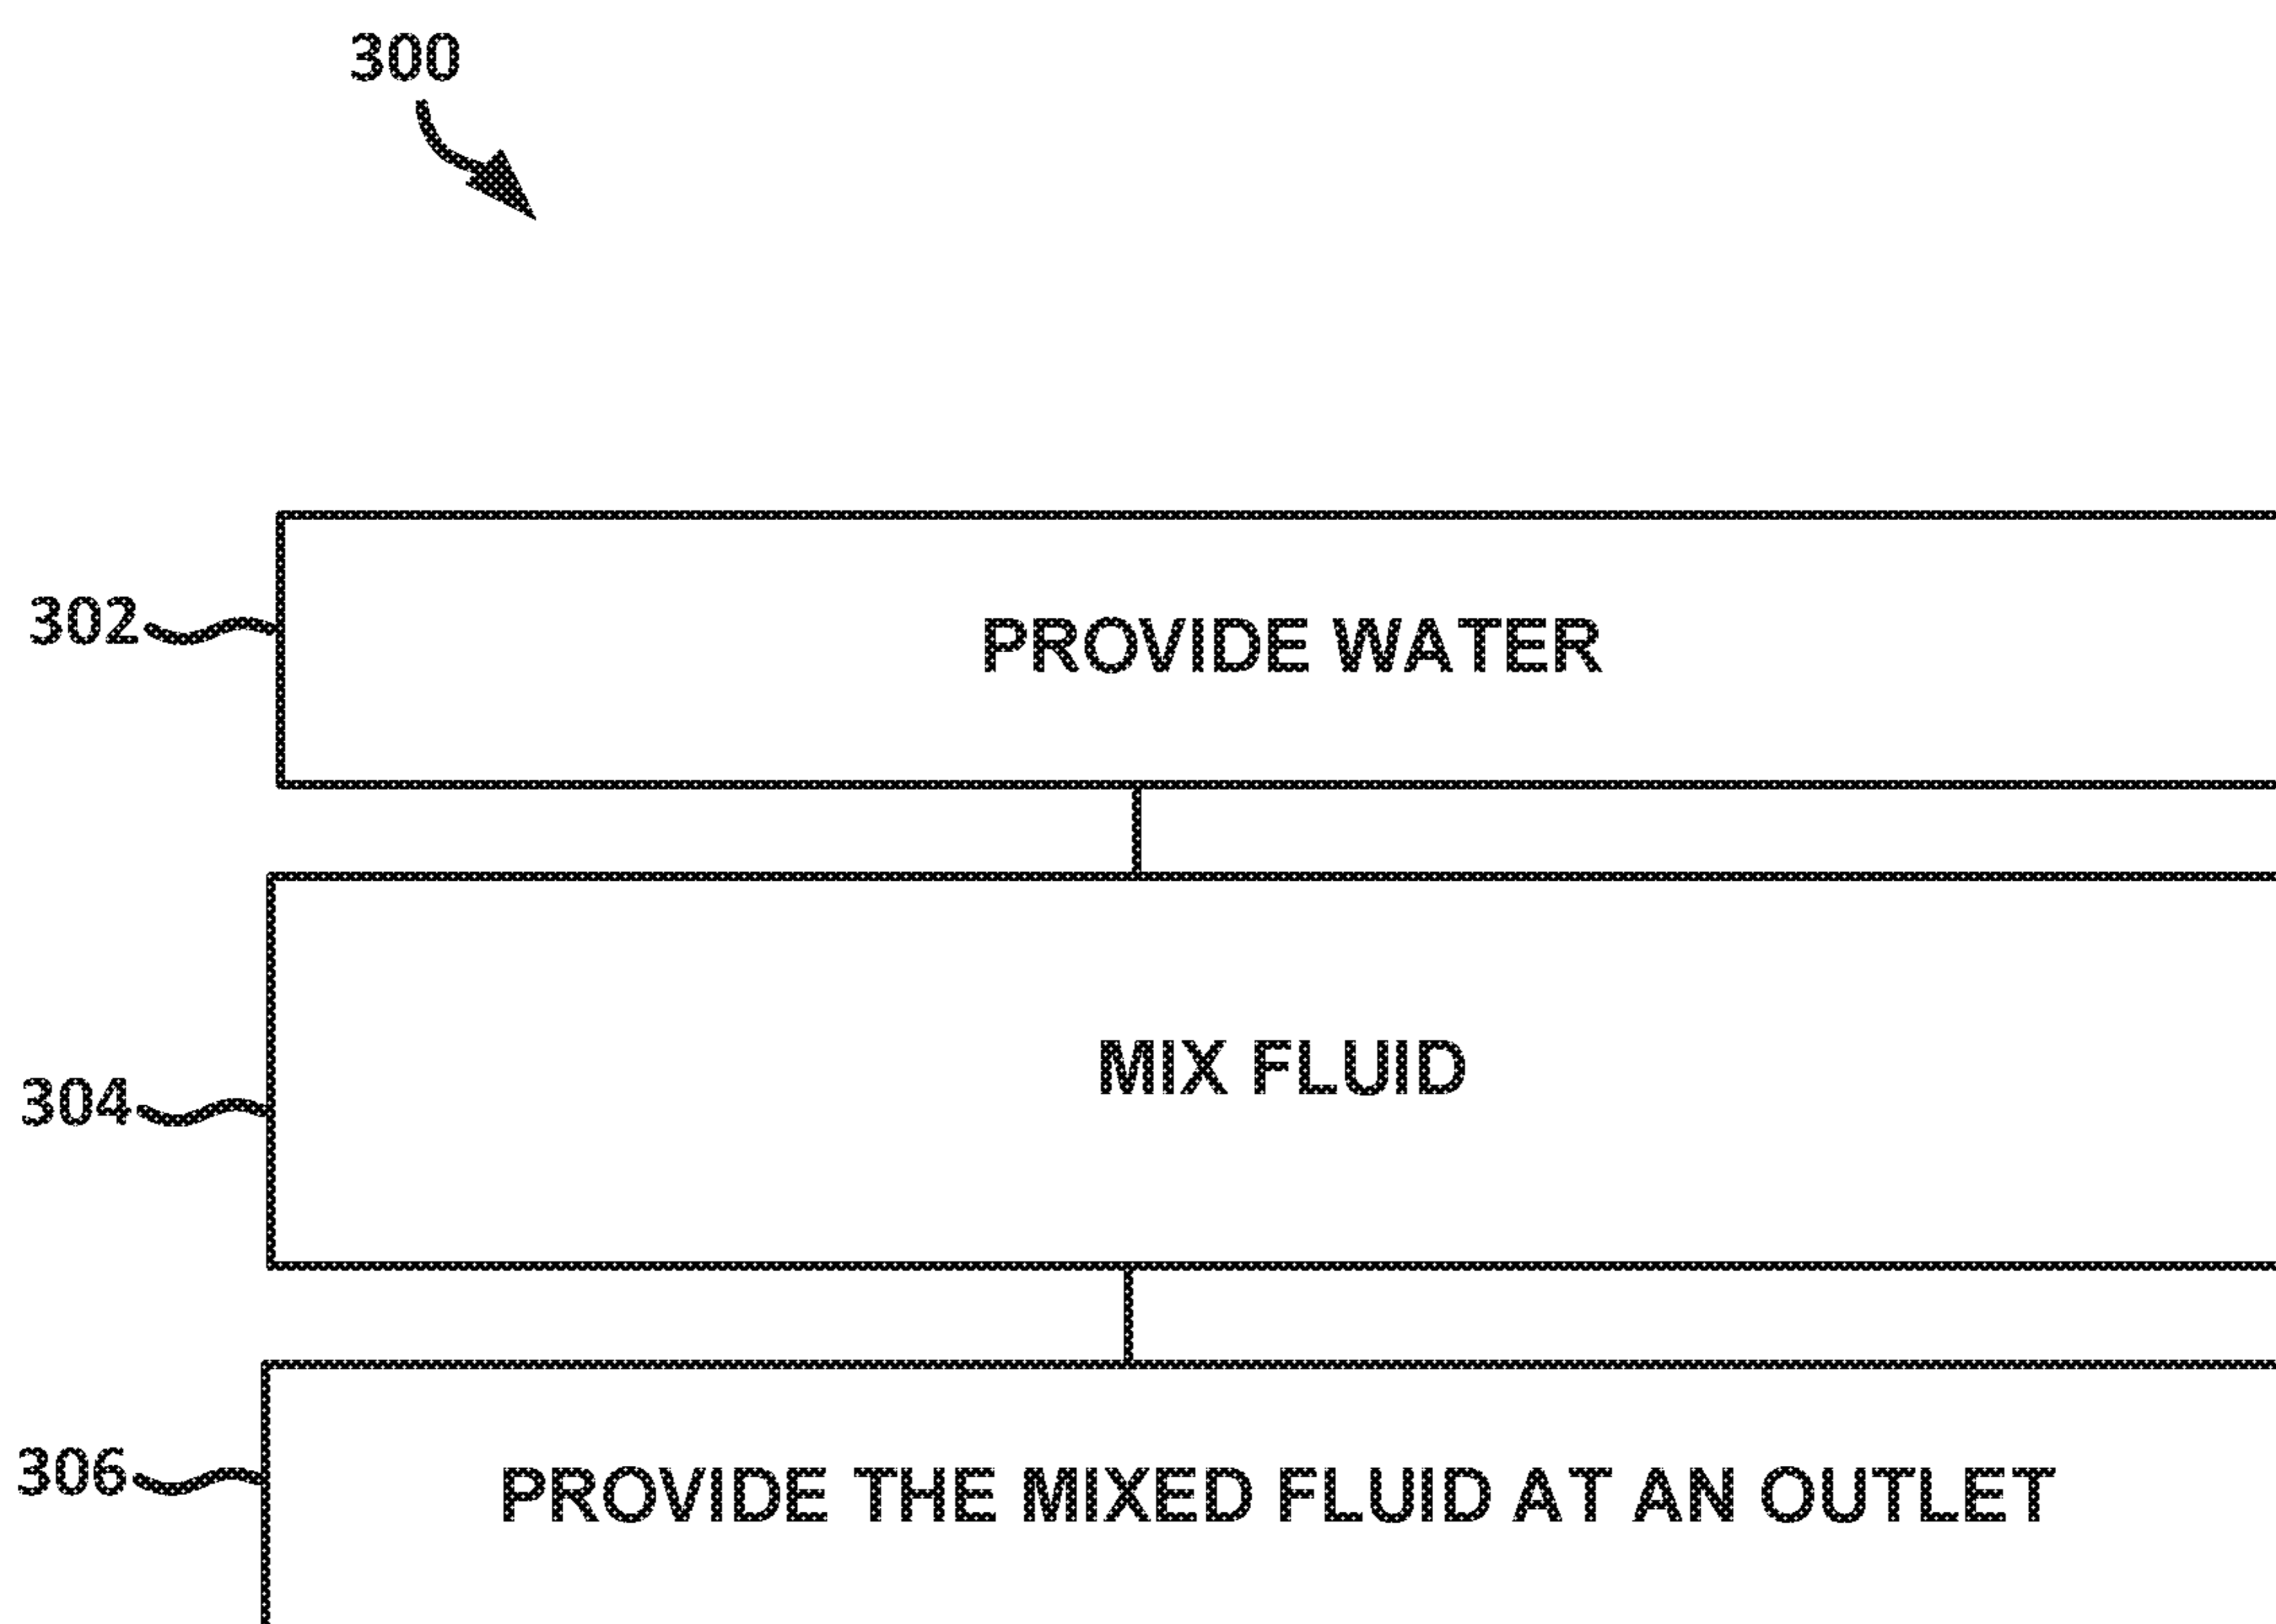 300
302
PROVIDE WATER
304
MIX FLUID
306
PROVIDE THE MIXED FLUID AT AN OUTLET